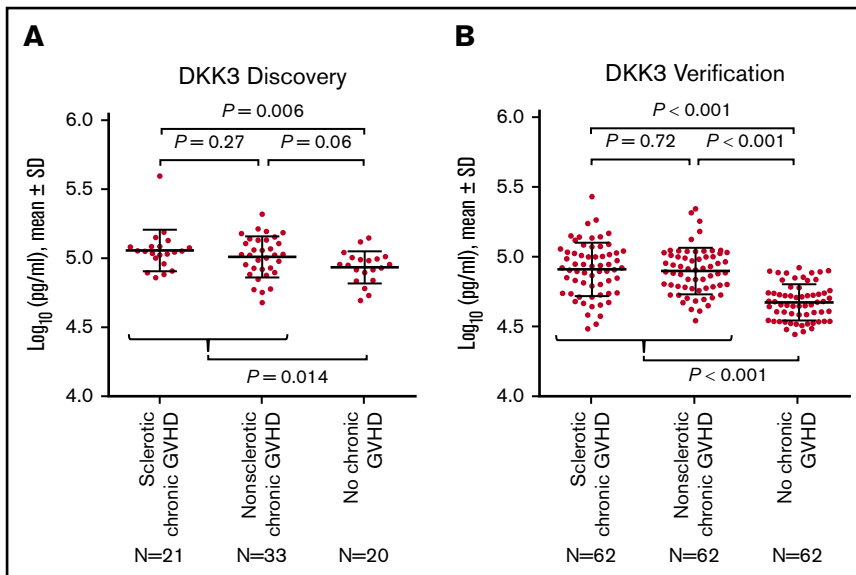 A
DKK3 Discovery
P = 0.006
P = 0.27
P = 0.06
6.0
5.5
5.0
4.5
4.0
Log10 (pg/ml), mean ± SD
P = 0.014
Sclerotic
chronic GVHD
Nonsclerotic
chronic GVHD
No chronic
GVHD
N=21
N=33
N=20
B
DKK3 Verification
P < 0.001
P = 0.72
P < 0.001
6.0
5.5
5.0
4.5
4.0
Log10 (pg/ml), mean ± SD
P < 0.001
Sclerotic
chronic GVHD
Nonsclerotic
chronic GVHD
No chronic
GVHD
N=62
N=62
N=62